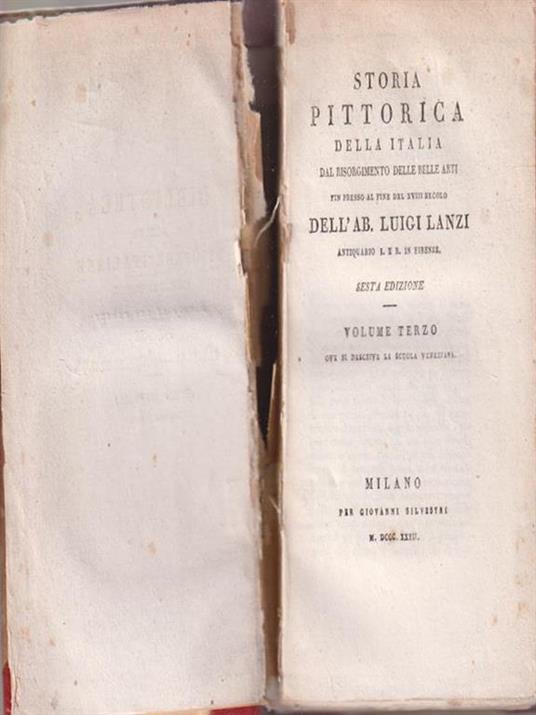 STORIA
PITTORICA
DELLA ITALIA
DAL RISORGIMENTO DELLE BELLE ARTI
FIN PRESSO AL FINE DEL XVIII SECOLO
DELL'AB. LUIGI LANZI
ANTIQUARIO I. E R. IN FIRENZE.
SESTA EDIZIONE
VOLUME TERZO
OVE SI DESCRIVE LA SCUOLA VENEZIANA.
MILANO
PER GIOVANNI SILVESTRI
M. DCCC.